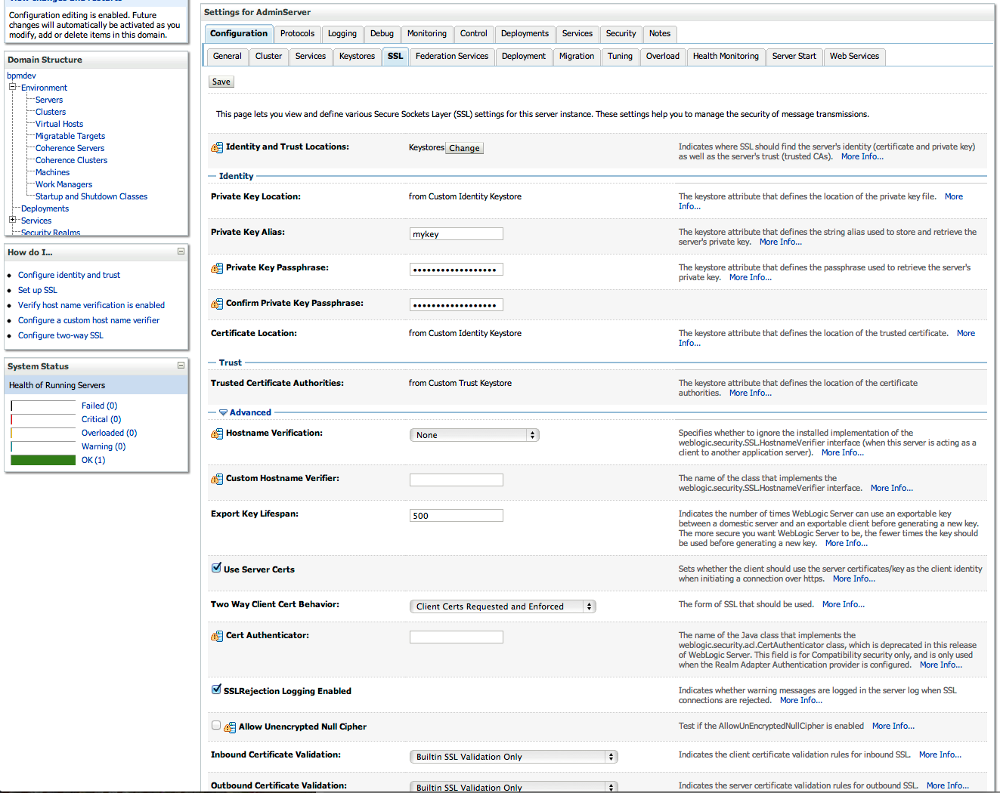 Configuration editing is enabled. Future
changes will automatically be activated as you
modify, add or delete items in this domain.
Domain Structure
bpmdev
Environment
Servers
Clusters
Virtual Hosts
Migratable Targets
Coherence Servers
Coherence Clusters
Machines
Work Managers
Startup and Shutdown Classes
Deployments
Services
Security Realms
How do I...
Configure identity and trust
Set up SSL
Verify host name verification is enabled
Configure a custom host name verifier
Configure two-way SSL
System Status
Health of Running Servers
Failed (0)
Critical (0)
Overloaded (0)
Warning (0)
OK (1)
Settings for AdminServer
Configuration Protocols Logging Debug Monitoring Control Deployments Services Security Notes
General Cluster Services Keystores SSL Federation Services Deployment Migration Tuning Overload Health Monitoring Server Start Web Services
Save
This page lets you view and define various Secure Sockets Layer (SSL) settings for this server instance. These settings help you to manage the security of message transmissions.
Identity and Trust Locations: Keystores Change Indicates where SSL should find the server's identity (certificate and private key)
as well as the server's trust (trusted CAs). More Info...
Identity
Private Key Location: from Custom Identity Keystore The keystore attribute that defines the location of the private key file. More
Info...
Private Key Alias: mykey The keystore attribute that defines the string alias used to store and retrieve the
server's private key. More Info...
Private Key Passphrase: •••••••••••••••••• The keystore attribute that defines the passphrase used to retrieve the server's
private key. More Info...
Confirm Private Key Passphrase: ••••••••••••••••••
Certificate Location: from Custom Identity Keystore The keystore attribute that defines the location of the trusted certificate. More
Info...
Trust
Trusted Certificate Authorities: from Custom Trust Keystore The keystore attribute that defines the location of the certificate
authorities. More Info...
Advanced
Hostname Verification: None Specifies whether to ignore the installed implementation of the
weblogic.security.SSL.HostnameVerifier interface (when this server is acting as a
client to another application server). More Info...
Custom Hostname Verifier: The name of the class that implements the
weblogic.security.SSL.HostnameVerifier interface. More Info...
Export Key Lifespan: 500 Indicates the number of times WebLogic Server can use an exportable key
between a domestic server and an exportable client before generating a new key.
The more secure you want WebLogic Server to be, the fewer times the key should
be used before generating a new key. More Info...
Use Server Certs Sets whether the client should use the server certificates/key as the client identity
when initiating a connection over https. More Info...
Two Way Client Cert Behavior: Client Certs Requested and Enforced The form of SSL that should be used. More Info...
Cert Authenticator: The name of the Java class that implements the
weblogic.security.acl.CertAuthenticator class, which is deprecated in this release
of WebLogic Server. This field is for Compatibility security only, and is only used
when the Realm Adapter Authentication provider is configured. More Info...
SSLRejection Logging Enabled Indicates whether warning messages are logged in the server log when SSL
connections are rejected. More Info...
Allow Unencrypted Null Cipher Test if the AllowUnEncryptedNullCipher is enabled More Info...
Inbound Certificate Validation: Builtin SSL Validation Only Indicates the client certificate validation rules for inbound SSL. More Info...
Outbound Certificate Validation: Builtin SSL Validation Only Indicates the server certificate validation rules for outbound SSL. More Info...